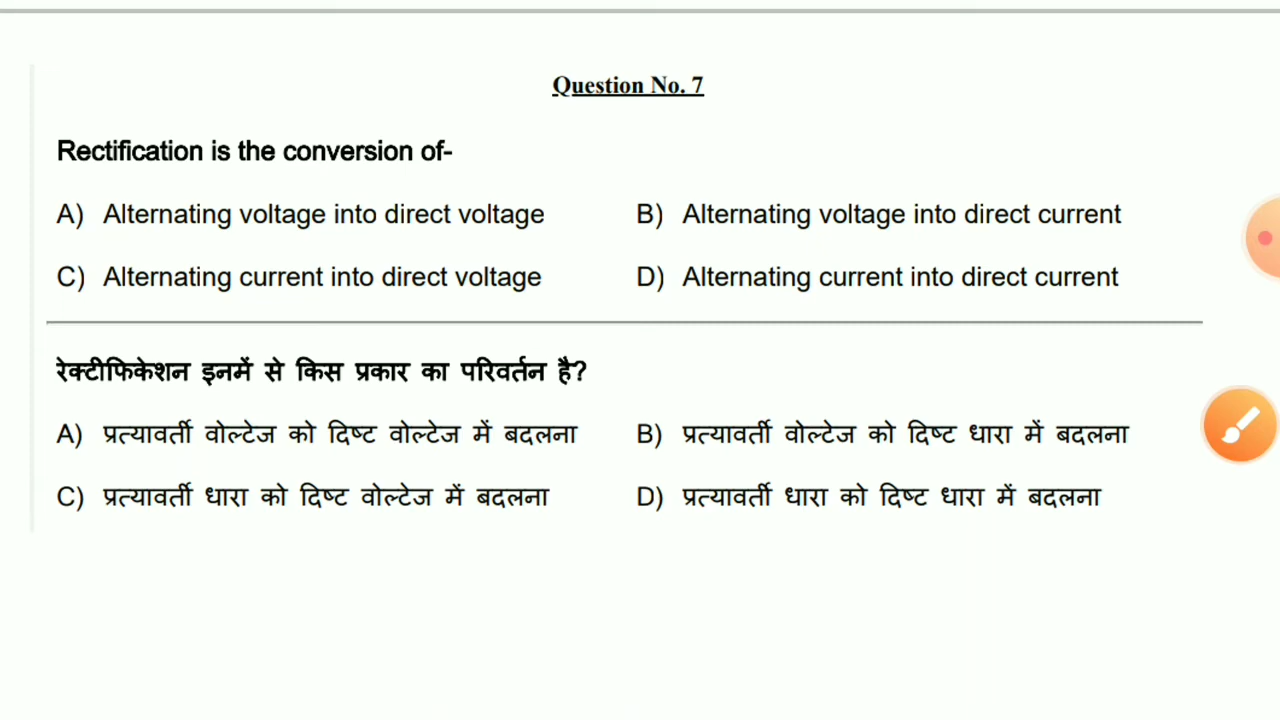 Question No. 7
Rectification is the conversion of-
A) Alternating voltage into direct voltage B) Alternating voltage into direct current
C) Alternating current into direct voltage D) Alternating current into direct current
रेक्टीफिकेशन इनमें से किस प्रकार का परिवर्तन है?
A) प्रत्यावर्ती वोल्टेज को दिष्ट वोल्टेज में बदलना B) प्रत्यावर्ती वोल्टेज को दिष्ट धारा में बदलना
C) प्रत्यावर्ती धारा को दिष्ट वोल्टेज में बदलना D) प्रत्यावर्ती धारा को दिष्ट धारा में बदलना